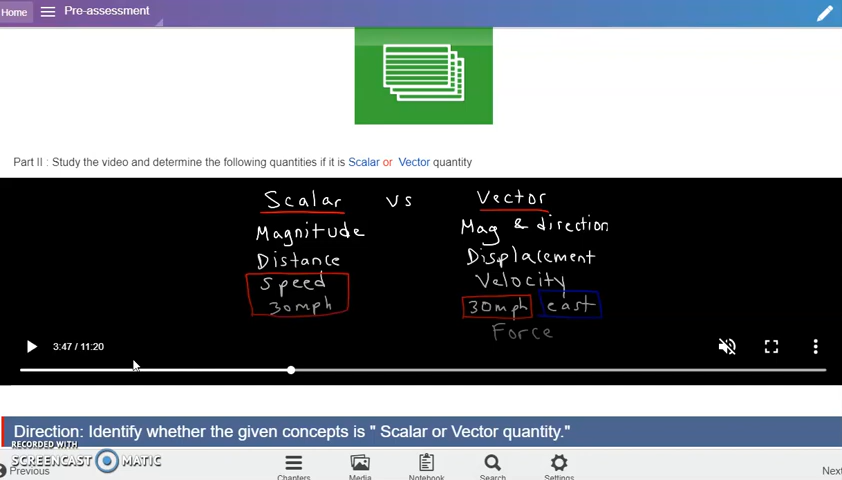 Home Pre-assessment
Part II : Study the video and determine the following quantities if it is Scalar or Vector quantity
Scalar vs Vector
Magnitude Mag & direction
Distance Displacement
Speed Velocity
30mph 30mph east
Force
3:47 / 11:20
Direction: Identify whether the given concepts is " Scalar or Vector quantity."
RECORDED WITH
SCREENCAST MATIC
Previous Chapters Media Notebook Search Settings Next